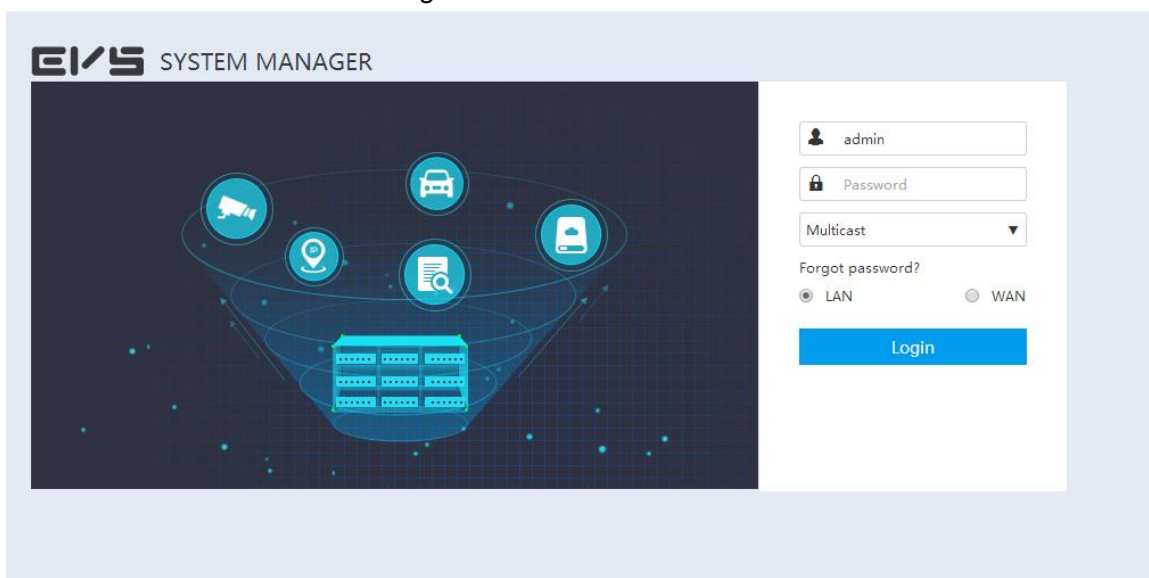 EVS SYSTEM MANAGER
admin
Password
Multicast
Forgot password?
LAN WAN
Login